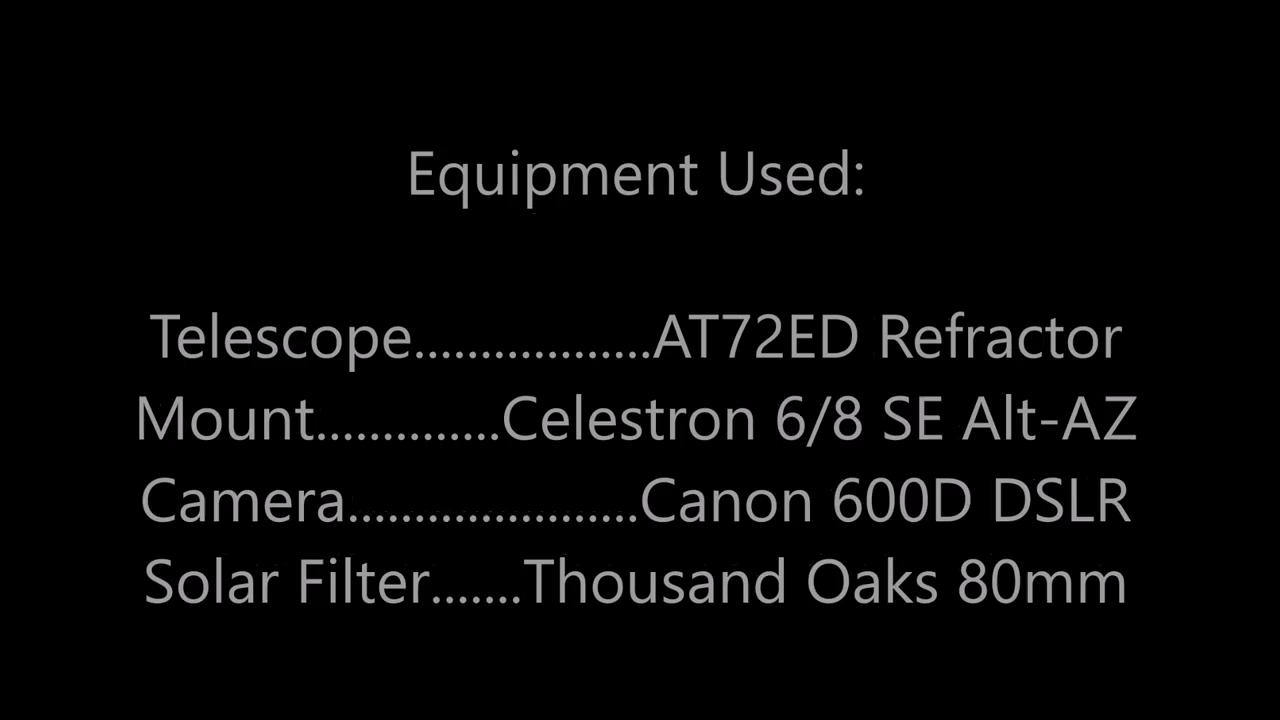 Equipment Used:
Telescope..................AT72ED Refractor
Mount..............Celestron 6/8 SE Alt-AZ
Camera......................Canon 600D DSLR
Solar Filter.......Thousand Oaks 80mm